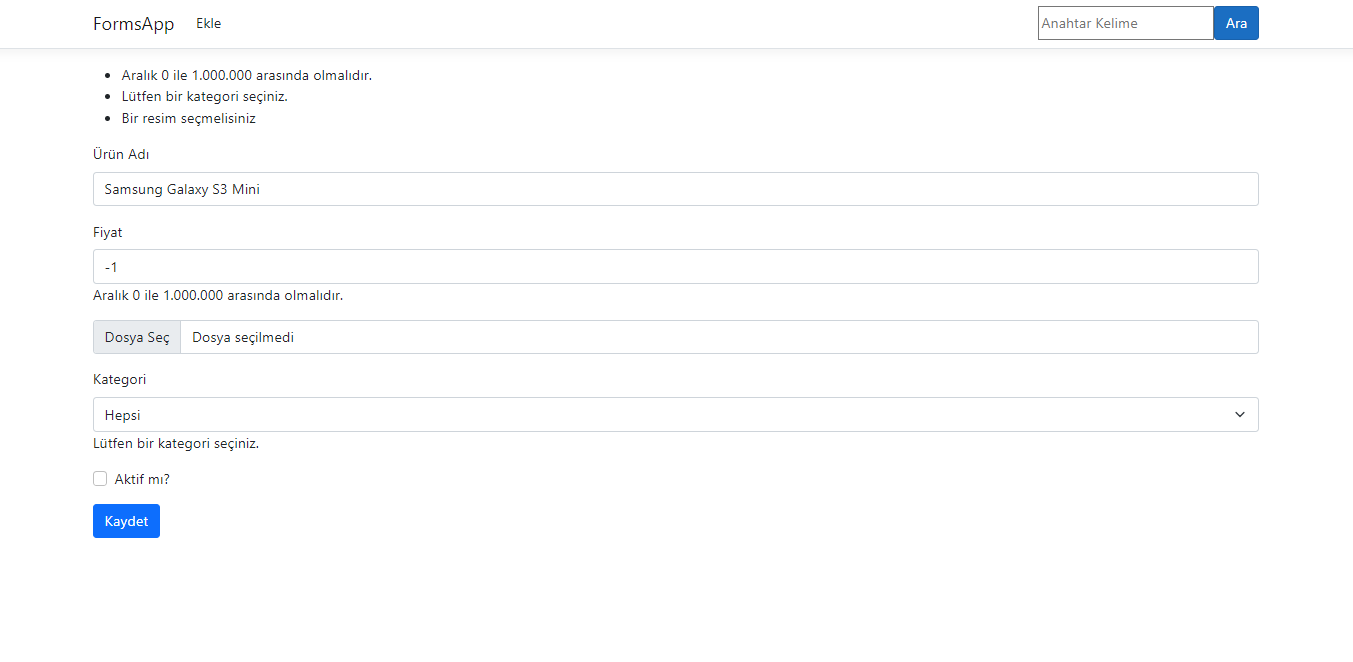 FormsApp Ekle Anahtar Kelime Ara
Aralık 0 ile 1.000.000 arasında olmalıdır.
Lütfen bir kategori seçiniz.
Bir resim seçmelisiniz
Ürün Adı
Samsung Galaxy S3 Mini
Fiyat
-1
Aralık 0 ile 1.000.000 arasında olmalıdır.
Dosya Seç Dosya seçilmedi
Kategori
Hepsi
Lütfen bir kategori seçiniz.
Aktif mı?
Kaydet